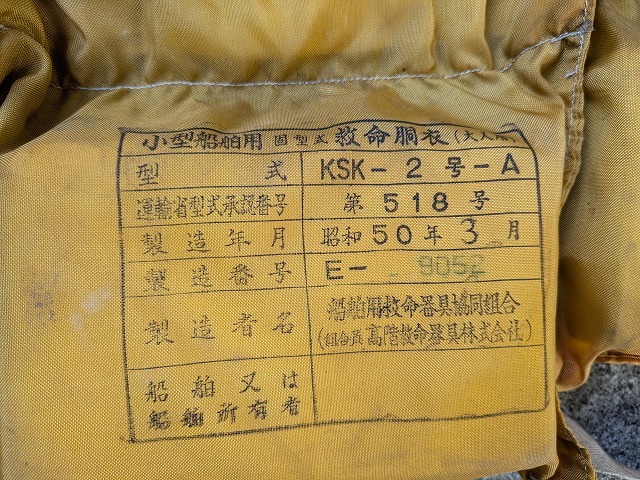 小型船舶用 固型式 救命胴衣(大人用)
型式 KSK-2号-A
運輸省型式承認番号 第518号
製造年月 昭和50年3月
製造番号 E- 9052
製造者名 船舶用救命器具協同組合
(組合員 高階救命器具株式会社)
船舶又は
船舶所有者